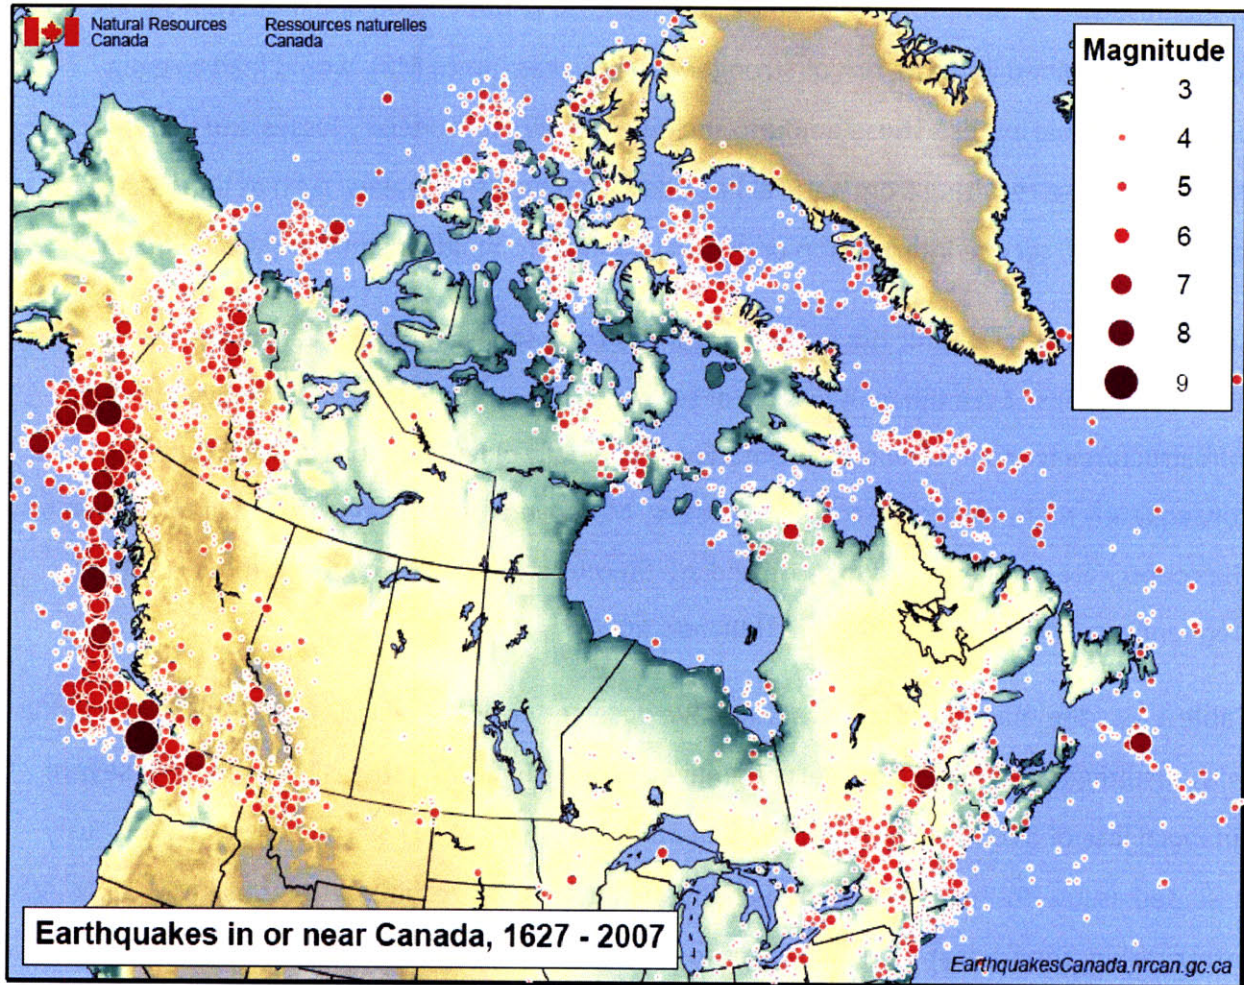 Natural Resources
Canada
Ressources naturelles
Canada
Magnitude
3
4
5
6
7
8
9
Earthquakes in or near Canada, 1627 - 2007
EarthquakesCanada.nrcan.gc.ca